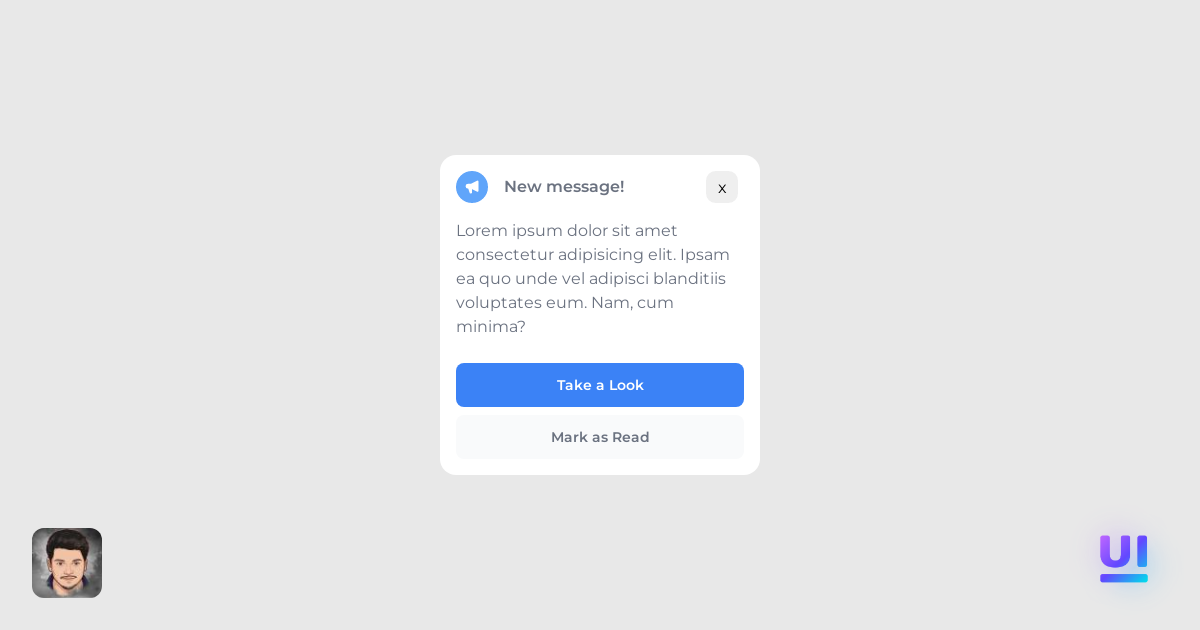 New message!
x
Lorem ipsum dolor sit amet
consectetur adipisicing elit. Ipsam
ea quo unde vel adipisci blanditiis
voluptates eum. Nam, cum
minima?
Take a Look
Mark as Read
UI